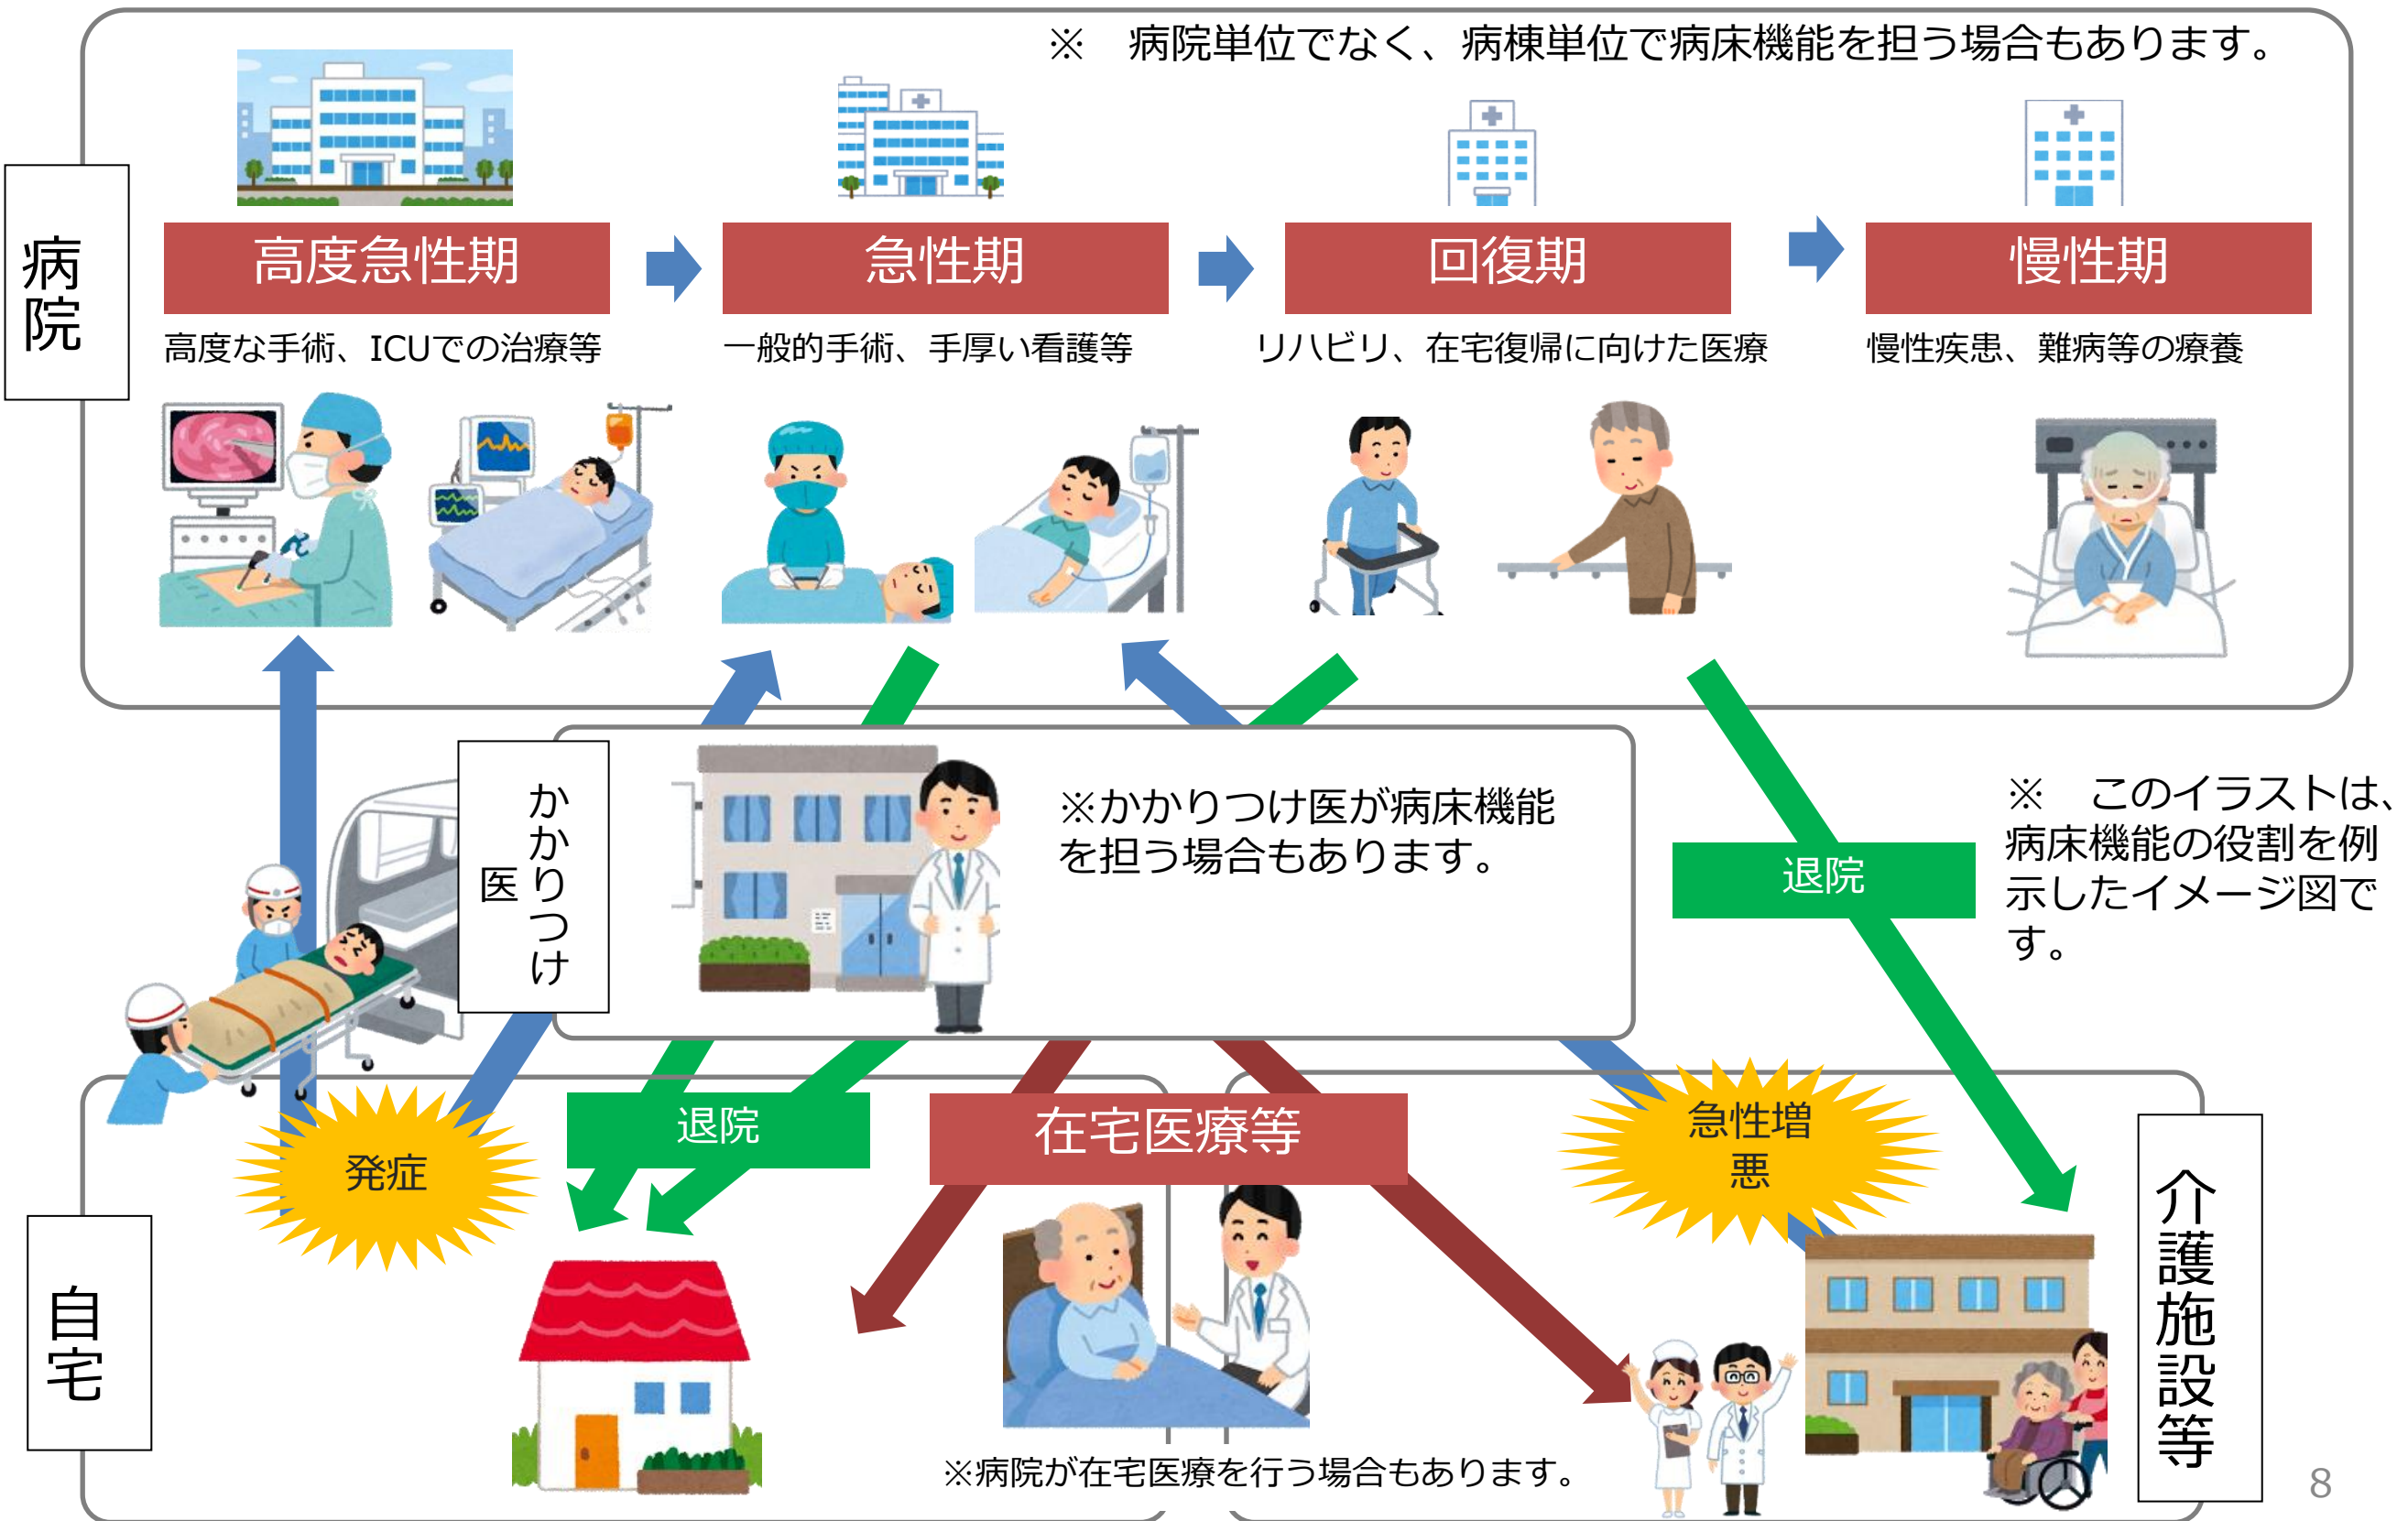 ※　病院単位でなく、病棟単位で病床機能を担う場合もあります。
病院
高度急性期
急性期
回復期
慢性期
高度な手術、ICUでの治療等
一般的手術、手厚い看護等
リハビリ、在宅復帰に向けた医療
慢性疾患、難病等の療養
かかりつけ
医
※かかりつけ医が病床機能
を担う場合もあります。
退院
※　このイラストは、
病床機能の役割を例
示したイメージ図で
す。
発症
退院
在宅医療等
急性増
悪
自宅
介護施設等
※病院が在宅医療を行う場合もあります。
8